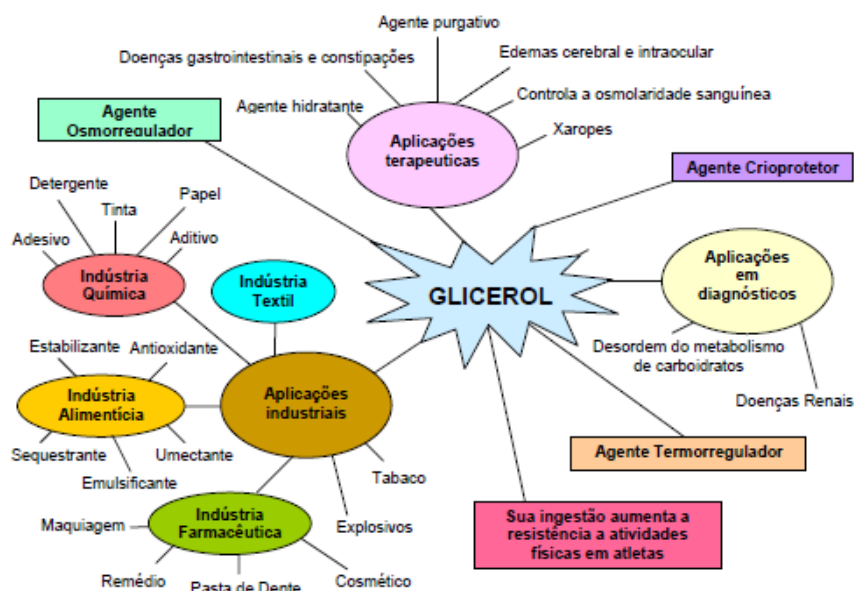 Agente purgativo
Doenças gastrointestinais e constipações
Edemas cerebral e intraocular
Agente hidratante
Controla a osmolaridade sanguínea
Xaropes
Aplicações
terapeuticas
Agente
Osmorregulador
Agente Crioprotetor
Detergente
Tinta
Papel
Adesivo
Aditivo
Indústria
Química
Indústria
Textil
GLICEROL
Aplicações
em
diagnósticos
Desordem do metabolismo
de carboidratos
Doenças Renais
Estabilizante
Antioxidante
Indústria
Alimentícia
Sequestrante
Umectante
Emulsificante
Aplicações
industriais
Tabaco
Explosivos
Agente Termorregulador
Sua ingestão aumenta a
resistência a atividades
físicas em atletas
Maquiagem
Indústria
Farmacêutica
Remédio
Pasta de Dente
Cosmético